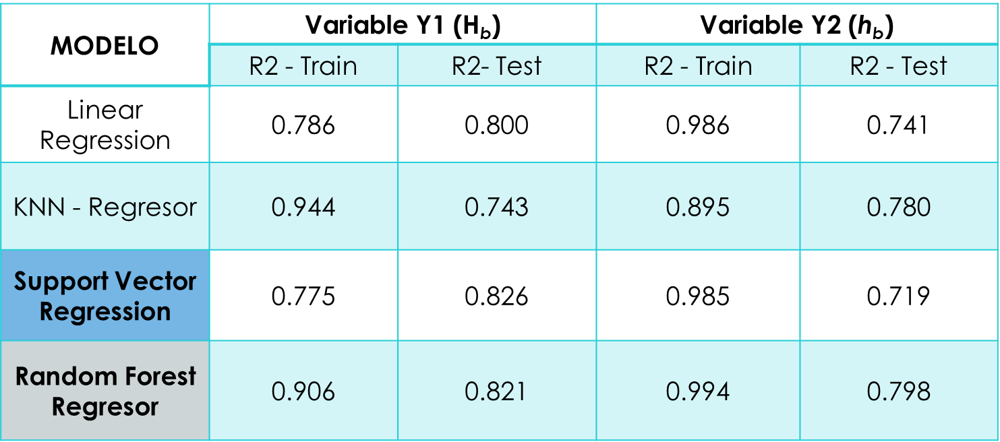 MODELO
Variable Y1 (Hb)
Variable Y2 (hb)
R2 - Train
R2- Test
R2 - Train
R2 - Test
Linear
Regression
0.786
0.800
0.986
0.741
KNN - Regresor
0.944
0.743
0.895
0.780
Support Vector
Regression
0.775
0.826
0.985
0.719
Random Forest
Regresor
0.906
0.821
0.994
0.798